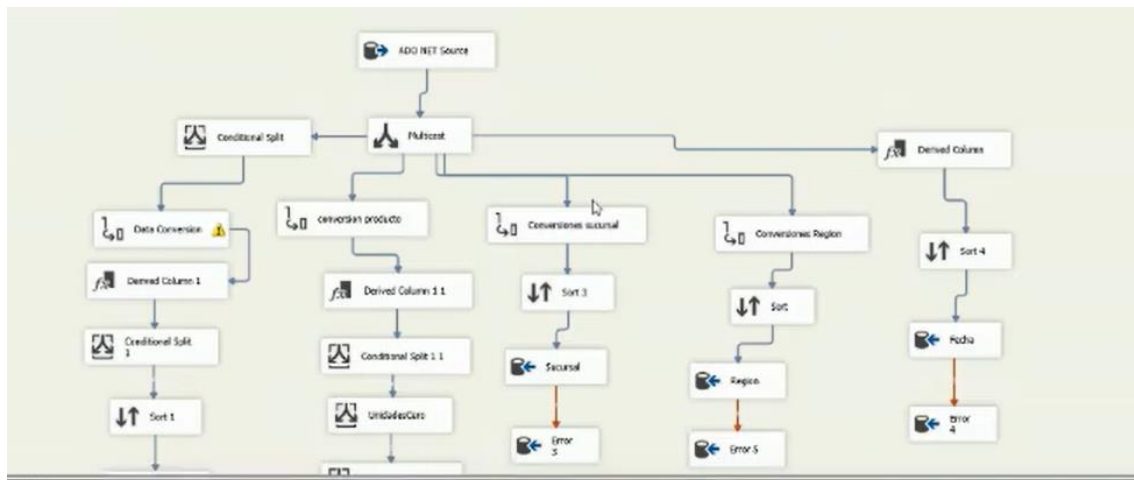 ADO NET Source
Conditional Split
Multicast
Derived Column
Data Conversion
conversion producto
Conversiones sucursal
Conversiones Region
Sort 4
Derived Column 1
Derived Column 1 1
Sort 3
Sort
Conditional Split
1
Conditional Split 1 1
Sucursal
Region
Fecha
Sort 1
UnidadesCero
Error
3
Error 5
Error
4